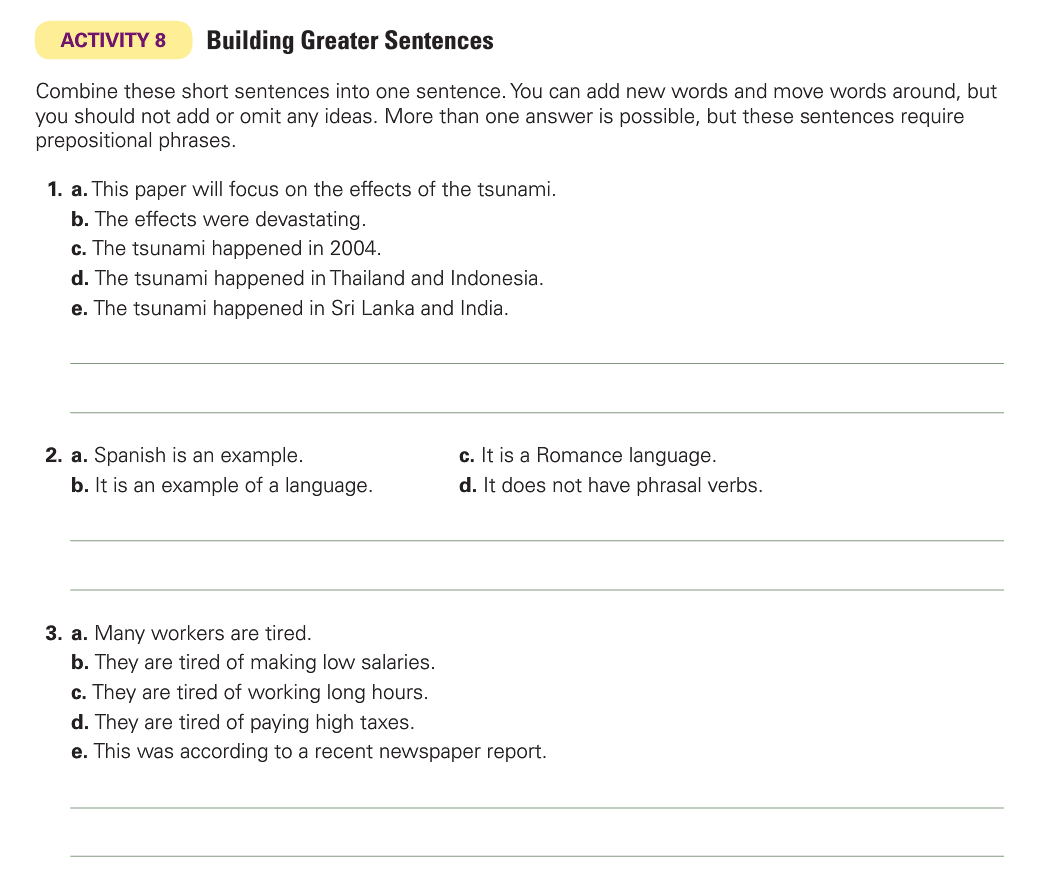 ACTIVITY 8 Building Greater Sentences
Combine these short sentences into one sentence. You can add new words and move words around, but
you should not add or omit any ideas. More than one answer is possible, but these sentences require
prepositional phrases.
1. a. This paper will focus on the effects of the tsunami.
b. The effects were devastating.
c. The tsunami happened in 2004.
d. The tsunami happened in Thailand and Indonesia.
e. The tsunami happened in Sri Lanka and India.
2. a. Spanish is an example. c. It is a Romance language.
b. It is an example of a language. d. It does not have phrasal verbs.
3. a. Many workers are tired.
b. They are tired of making low salaries.
c. They are tired of working long hours.
d. They are tired of paying high taxes.
e. This was according to a recent newspaper report.